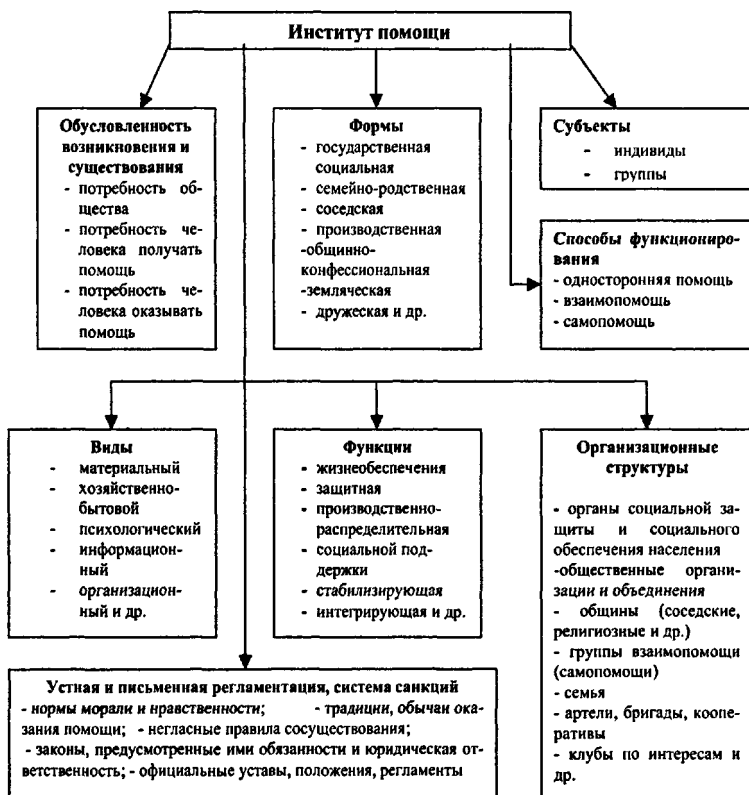 Институт помощи
Обусловленность
возникновения и
существования
- потребность об-
щества
- потребность че-
ловека получать
помощь
- потребность че-
ловека оказывать
помощь
Формы
- государственная
социальная
- семейно-родственная
- соседская
- производственная
-общинно-
конфессиональная
-земляческая
- дружеская и др.
Субъекты
- индивиды
- группы
Способы функциониро-
вания
- односторонняя помощь
- взаимопомощь
- самопомощь
Виды
- материальный
- хозяйственно-
бытовой
- психологический
- информацион-
ный
- организацион-
ный и др.
Функции
- жизнеобеспечения
- защитная
- производственно-
распределительная
- социальной под-
держки
- стабилизирующая
- интегрирующая и др.
Организационные
структуры
- органы социальной за-
щиты и социального
обеспечения населения
-общественные органи-
зации и объединения
- общины (соседские,
религиозные и др.)
- группы взаимопомощи
(самопомощи)
- семья
- артели, бригады, коопе-
ративы
- клубы по интересам и
др.
Устная и письменная регламентация, система санкций
- нормы морали и нравственности; - традиции, обычаи ока-
зания помощи; - негласные правила сосуществования;
- законы, предусмотренные ими обязанности и юридическая от-
ветственность; - официальные уставы, положения, регламенты